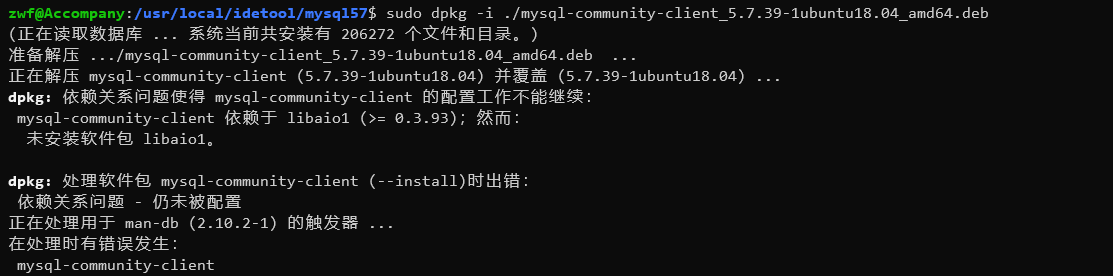 zwf@Accompany:/usr/local/idetool/mysql57$ sudo dpkg -i ./mysql-community-client_5.7.39-1ubuntu18.04_amd64.deb
(正在读取数据库 ... 系统当前共安装有 206272 个文件和目录。)
准备解压 .../mysql-community-client_5.7.39-1ubuntu18.04_amd64.deb  ...
正在解压 mysql-community-client (5.7.39-1ubuntu18.04) 并覆盖 (5.7.39-1ubuntu18.04) ...
dpkg: 依赖关系问题使得 mysql-community-client 的配置工作不能继续：
 mysql-community-client 依赖于 libaio1 (>= 0.3.93)；然而：
  未安装软件包 libaio1。

dpkg: 处理软件包 mysql-community-client (--install)时出错：
 依赖关系问题 - 仍未被配置
正在处理用于 man-db (2.10.2-1) 的触发器 ...
在处理时有错误发生：
 mysql-community-client